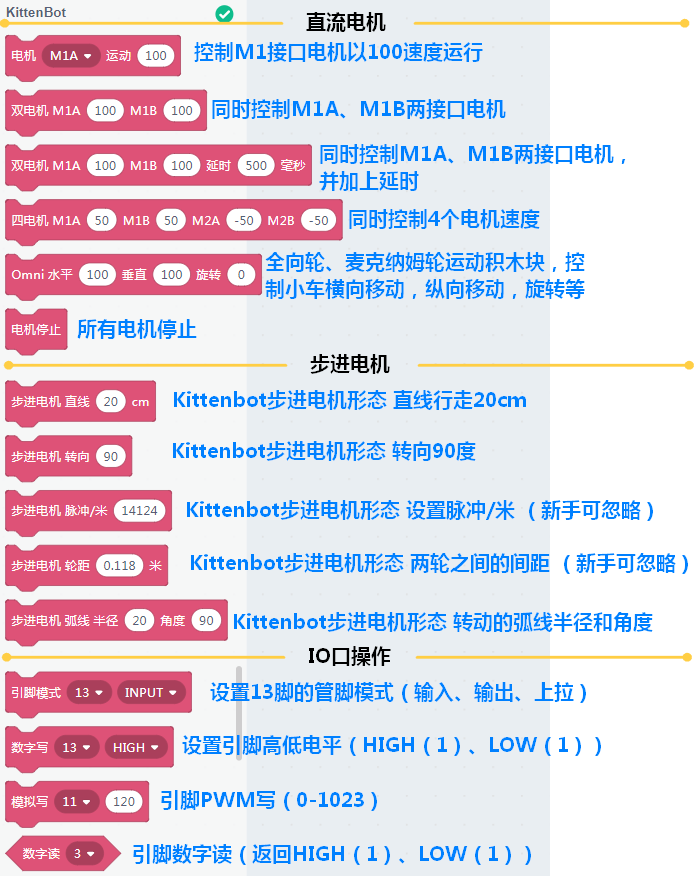 KittenBot
直流电机
电机 M1A 运动 100 控制M1接口电机以100速度运行
双电机 M1A 100 M1B 100 同时控制M1A、M1B两接口电机
双电机 M1A 100 M1B 100 延时 500 毫秒 同时控制M1A、M1B两接口电机，
并加上延时
四电机 M1A 50 M1B 50 M2A -50 M2B -50 同时控制4个电机速度
Omni 水平 100 垂直 100 旋转 0 全向轮、麦克纳姆轮运动积木块，控
制小车横向移动，纵向移动，旋转等
电机停止 所有电机停止
步进电机
步进电机 直线 20 cm Kittenbot步进电机形态 直线行走20cm
步进电机 转向 90 Kittenbot步进电机形态 转向90度
步进电机 脉冲/米 14124 Kittenbot步进电机形态 设置脉冲/米 （新手可忽略）
步进电机 轮距 0.118 米 Kittenbot步进电机形态 两轮之间的间距 （新手可忽略）
步进电机 弧线 半径 20 角度 90 Kittenbot步进电机形态 转动的弧线半径和角度
IO口操作
引脚模式 13 INPUT 设置13脚的管脚模式（输入、输出、上拉）
数字写 13 HIGH 设置引脚高低电平（HIGH（1）、LOW（1））
模拟写 11 120 引脚PWM写（0-1023）
数字读 3 引脚数字读（返回HIGH（1）、LOW（1））